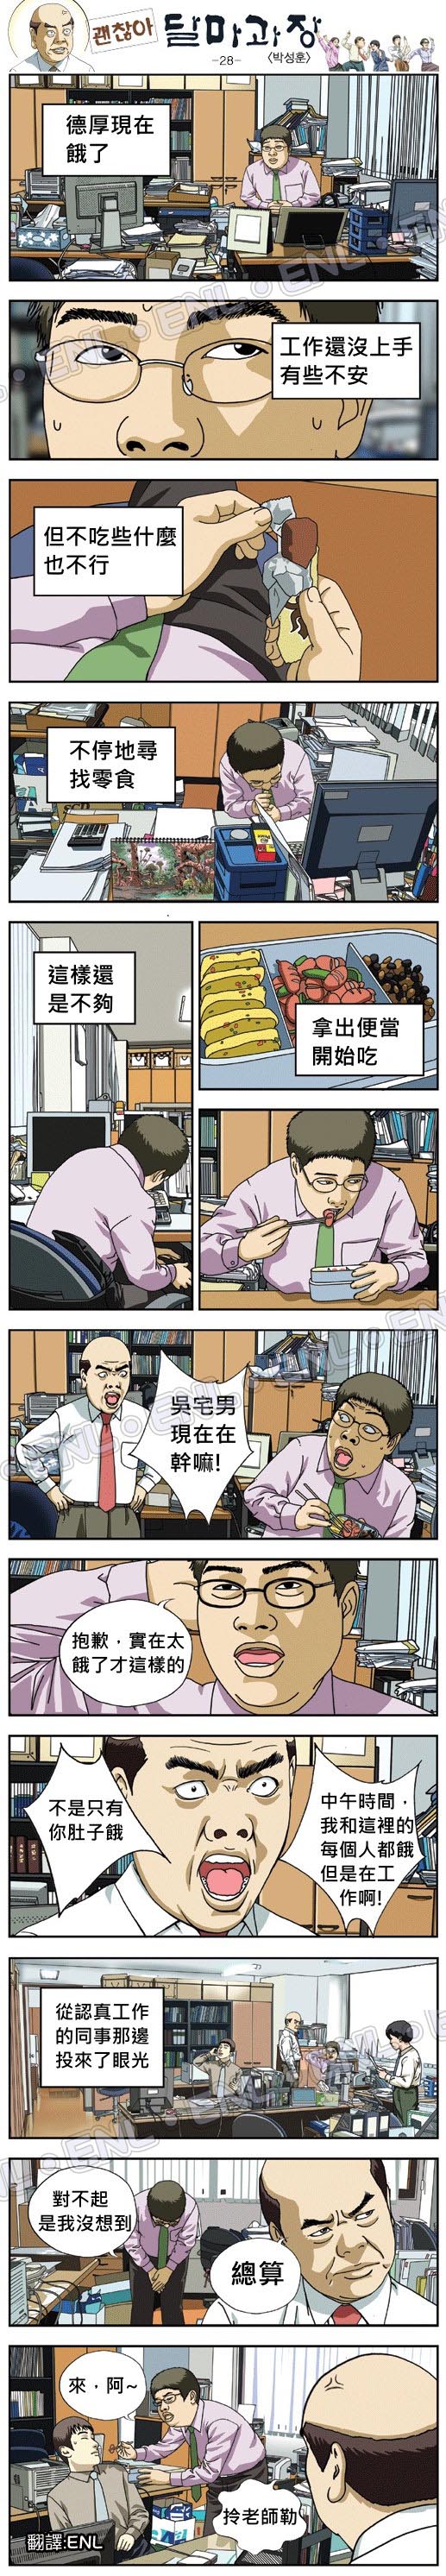 괜찮아 달마과장
-28-
〈박성훈〉
德厚現在
餓了
工作還沒上手
有些不安
但不吃些什麼
也不行
不停地尋
找零食
這樣還
是不夠
拿出便當
開始吃
吳宅男
現在在
幹嘛!
抱歉，實在太
餓了才這樣的
不是只有
你肚子餓
中午時間，
我和這裡的
每個人都餓
但是在工
作啊!
從認真工作
的同事那邊
投來了眼光
對不起
是我沒想到
總算
來，阿~
拎老師勒
翻譯:ENL
ENL